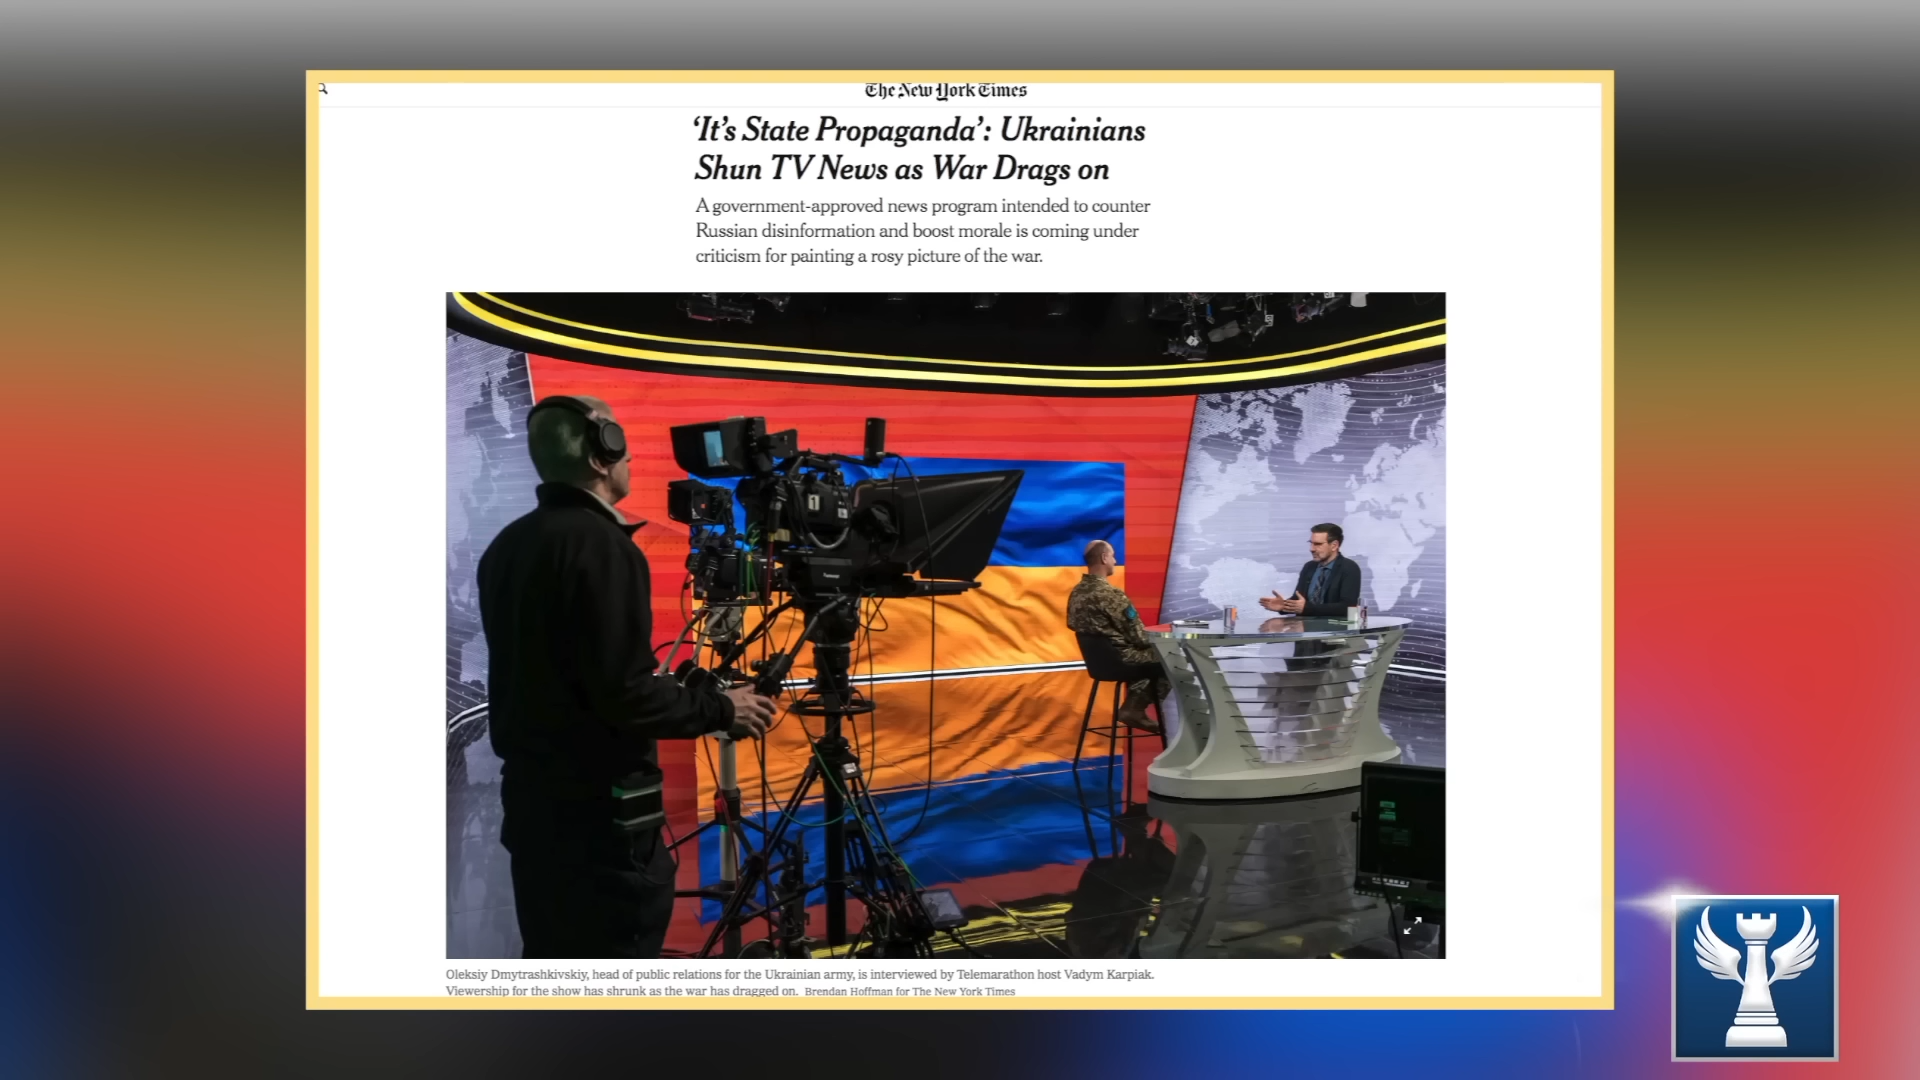 The New York Times
‘It’s State Propaganda’: Ukrainians
Shun TV News as War Drags on
A government-approved news program intended to counter
Russian disinformation and boost morale is coming under
criticism for painting a rosy picture of the war.
1
Oleksiy Dmytrashkivskiy, head of public relations for the Ukrainian army, is interviewed by Telemarathon host Vadym Karpiak.
Viewership for the show has shrunk as the war has dragged on. Brendan Hoffman for The New York Times